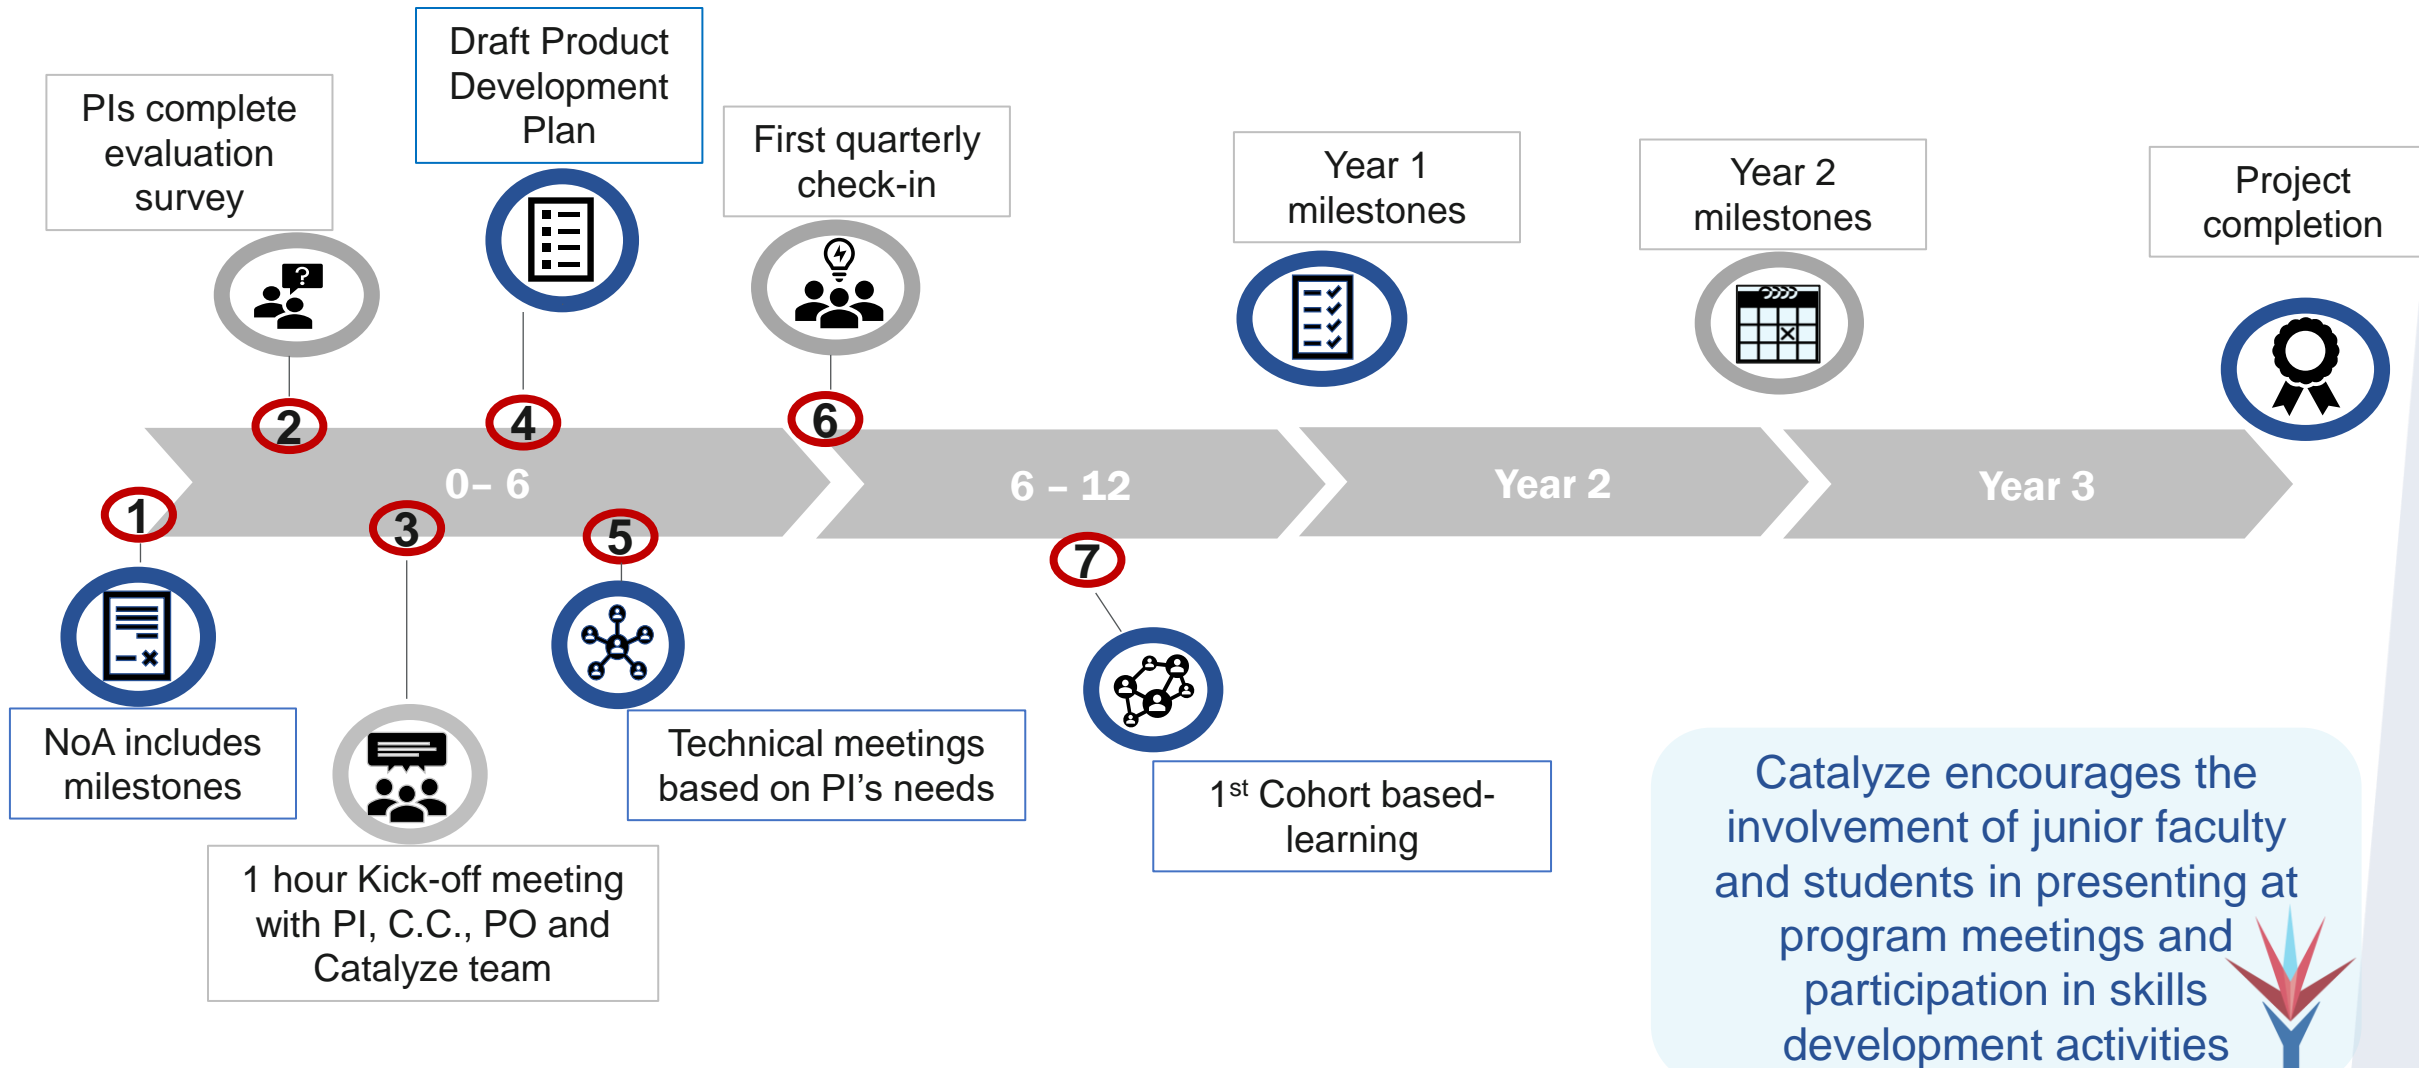 Draft Product
Development
Plan
PIs complete
evaluation
survey
First quarterly
check-in
Year 1
milestones
Year 2
milestones
Project
completion
?
2
4
6
0– 6
6 – 12
Year 2
Year 3
1
3
5
7
NoA includes
milestones
Technical meetings
based on PI’s needs
1st Cohort based-
learning
1 hour Kick-off meeting
with PI, C.C., PO and
Catalyze team
Catalyze encourages the
involvement of junior faculty
and students in presenting at
program meetings and
participation in skills
development activities